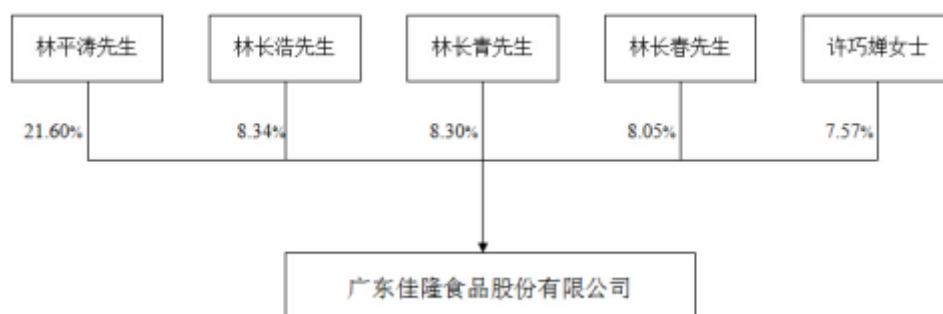 林平涛先生
林长浩先生
林长青先生
林长春先生
许巧婵女士
21.60%
8.34%
8.30%
8.05%
7.57%
广东佳隆食品股份有限公司